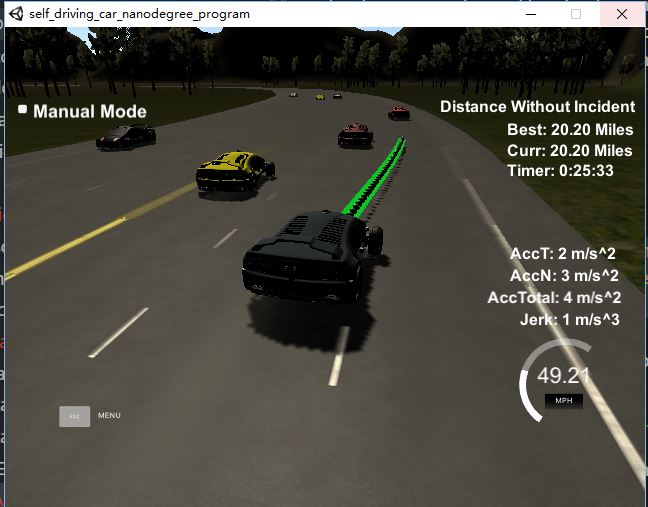 self_driving_car_nanodegree_program
Manual Mode
Distance Without Incident
Best: 20.20 Miles
Curr: 20.20 Miles
Timer: 0:25:33
AccT: 2 m/s^2
AccN: 3 m/s^2
AccTotal: 4 m/s^2
Jerk: 1 m/s^3
49.21
MPH
ESC MENU